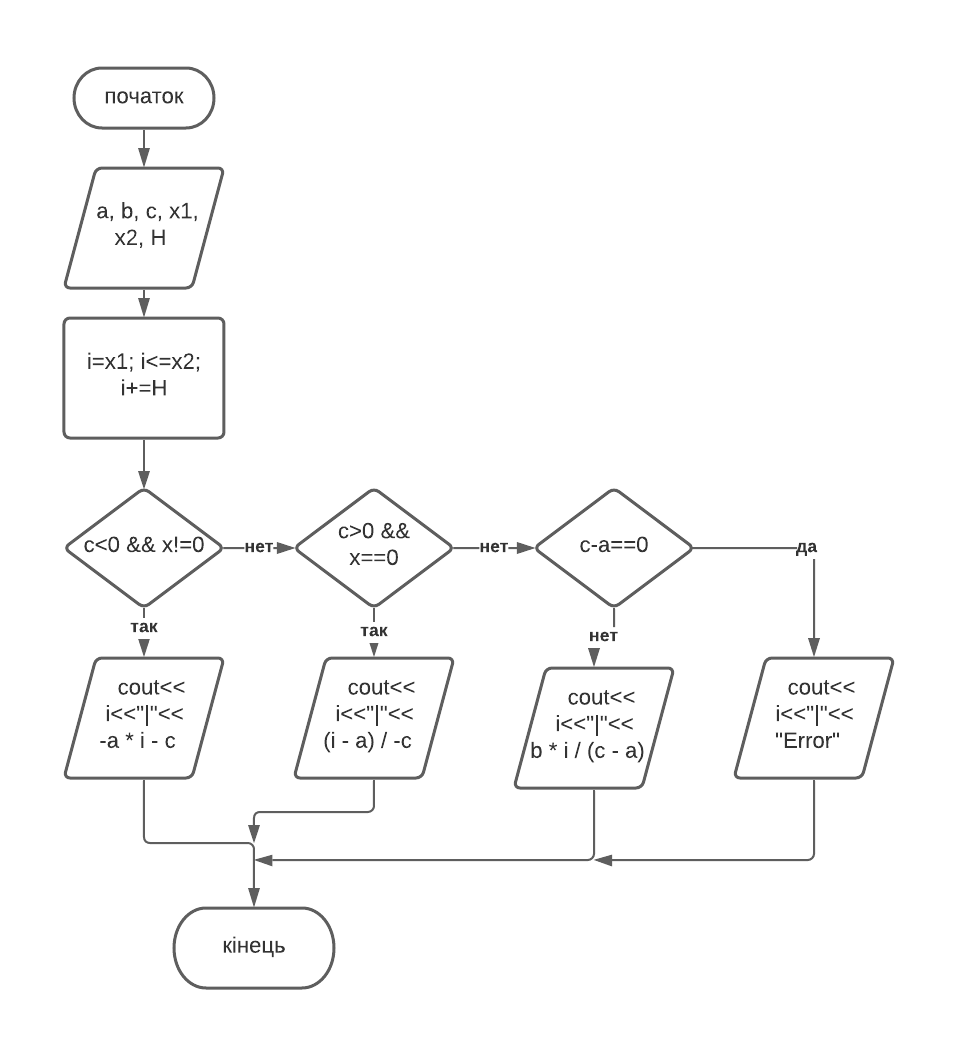 початок
a, b, c, x1,
x2, H
i=x1; i<=x2;
i+=H
c<0 && x!=0
нет
c>0 &&
x==0
нет
c-a==0
да
так
так
нет
cout<<
i<<"|"<<
-a * i - c
cout<<
i<<"|"<<
(i - a) / -c
cout<<
i<<"|"<<
b * i / (c - a)
cout<<
i<<"|"<<
"Error"
кінець